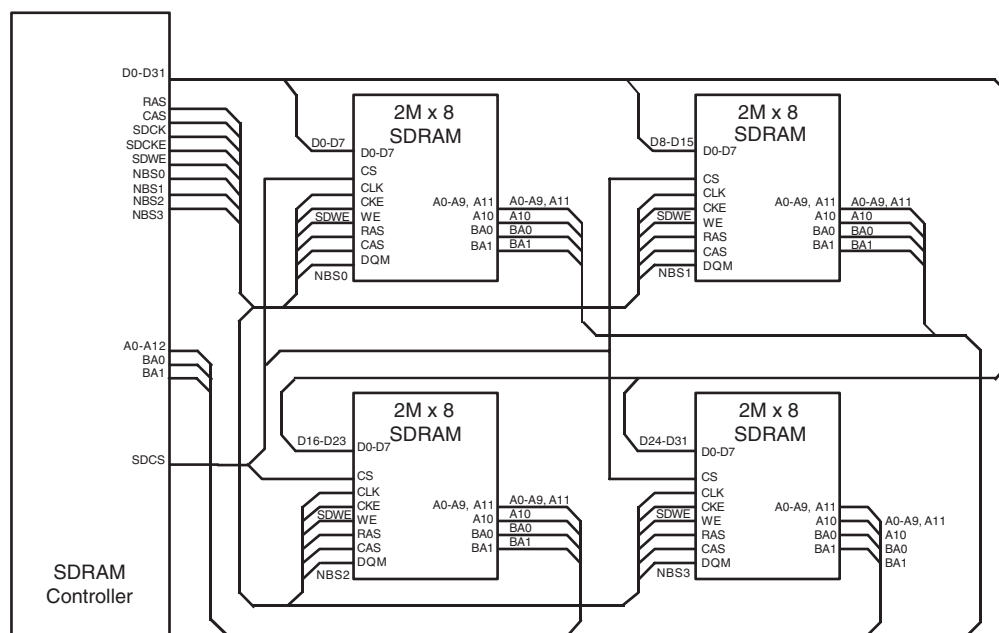 D0-D31
RAS
CAS
SDCK
SDCKE
SDWE
NBS0
NBS1
NBS2
NBS3
A0-A12
BA0
BA1
SDCS
SDRAM
Controller
2M x 8
SDRAM
D0-D7
D0-D7
CS
CLK
CKE
SDWE
WE
RAS
CAS
DQM
NBS0
A0-A9, A11
A10
BA0
BA1
A0-A9, A11
A10
BA0
BA1
2M x 8
SDRAM
D8-D15
D0-D7
CS
CLK
CKE
SDWE
WE
RAS
CAS
DQM
NBS1
A0-A9, A11
A10
BA0
BA1
A0-A9, A11
A10
BA0
BA1
2M x 8
SDRAM
D16-D23
D0-D7
CS
CLK
CKE
SDWE
WE
RAS
CAS
DQM
NBS2
A0-A9, A11
A10
BA0
BA1
A0-A9, A11
A10
BA0
BA1
2M x 8
SDRAM
D24-D31
D0-D7
CS
CLK
CKE
SDWE
WE
RAS
CAS
DQM
NBS3
A0-A9, A11
A10
BA0
BA1
A0-A9, A11
A10
BA0
BA1